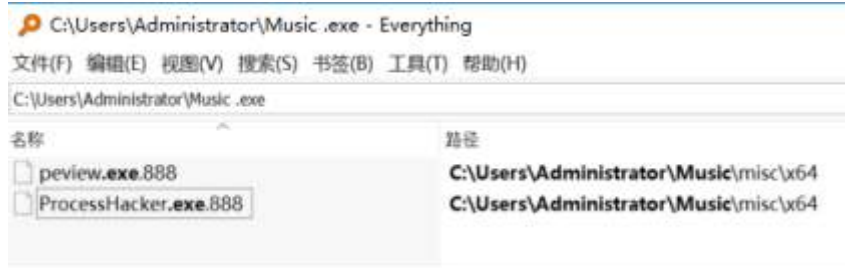 C:\Users\Administrator\Music .exe - Everything
文件(F) 编辑(E) 视图(V) 搜索(S) 书签(B) 工具(T) 帮助(H)
C:\Users\Administrator\Music .exe
名称 路径
peview.exe.888 C:\Users\Administrator\Music\misc\x64
ProcessHacker.exe.888 C:\Users\Administrator\Music\misc\x64